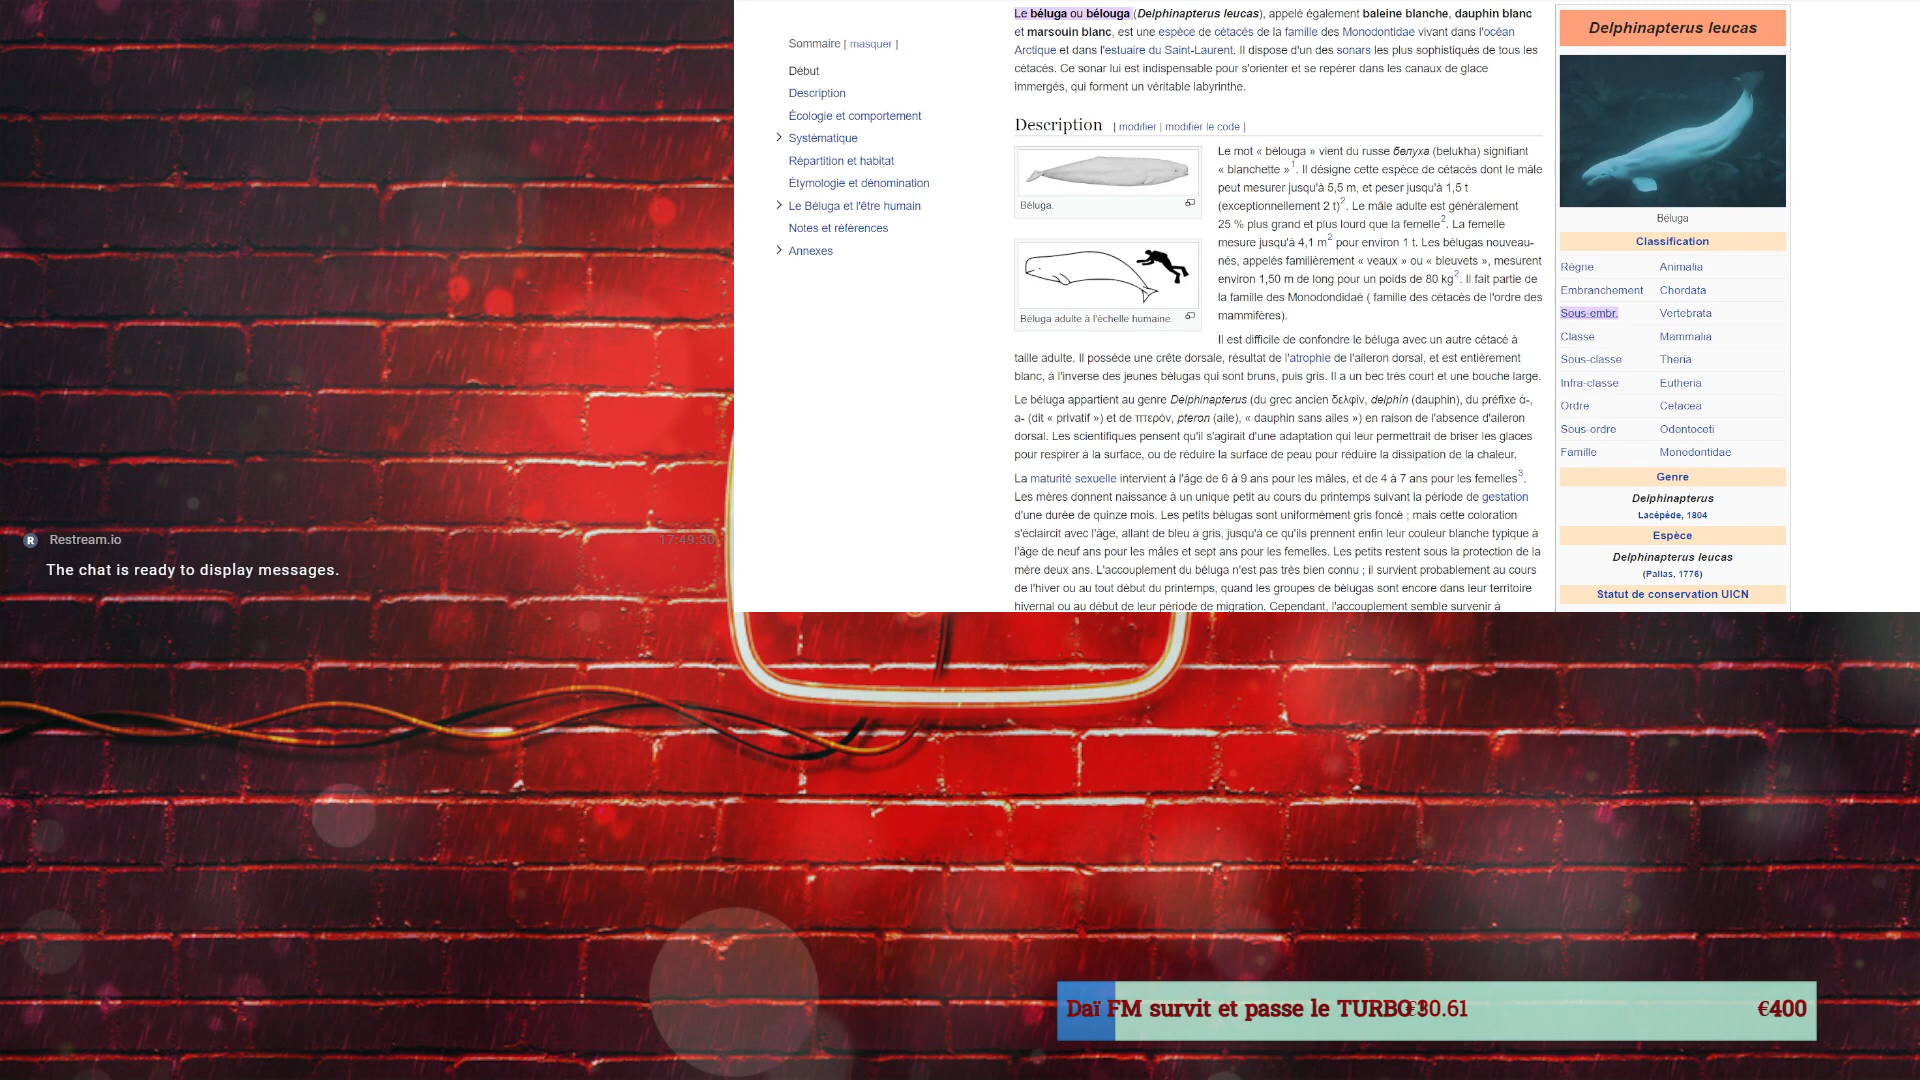 Sommaire [ masquer ]
Début
Description
Écologie et comportement
Systématique
Répartition et habitat
Étymologie et dénomination
Le Béluga et l'être humain
Notes et références
Annexes
Le béluga ou bélouga (Delphinapterus leucas), appelé également baleine blanche, dauphin blanc
et marsouin blanc, est une espèce de cétacés de la famille des Monodontidae vivant dans l'océan
Arctique et dans l'estuaire du Saint-Laurent. Il dispose d'un des sonars les plus sophistiqués de tous les
cétacés. Ce sonar lui est indispensable pour s'orienter et se repérer dans les canaux de glace
immergés, qui forment un véritable labyrinthe.
Description [ modifier | modifier le code ]
Béluga.
Béluga adulte à l'échelle humaine.
Le mot « bélouga » vient du russe белуха (belukha) signifiant
« blanchette »1. Il désigne cette espèce de cétacés dont le mâle
peut mesurer jusqu'à 5,5 m, et peser jusqu'à 1,5 t
(exceptionnellement 2 t)2. Le mâle adulte est généralement
25 % plus grand et plus lourd que la femelle2. La femelle
mesure jusqu'à 4,1 m2 pour environ 1 t. Les bélugas nouveau-
nés, appelés familièrement « veaux » ou « bleuvets », mesurent
environ 1,50 m de long pour un poids de 80 kg2. Il fait partie de
la famille des Monodondidaé ( famille des cétacés de l'ordre des
mammifères).
Il est difficile de confondre le béluga avec un autre cétacé à
taille adulte. Il possède une crête dorsale, résultat de l'atrophie de l'aileron dorsal, et est entièrement
blanc, à l'inverse des jeunes bélugas qui sont bruns, puis gris. Il a un bec très court et une bouche large.
Le béluga appartient au genre Delphinapterus (du grec ancien δελφίν, delphín (dauphin), du préfixe ἀ-,
a- (dit « privatif ») et de πτερόν, pteron (aile), « dauphin sans ailes ») en raison de l'absence d'aileron
dorsal. Les scientifiques pensent qu'il s'agirait d'une adaptation qui leur permettrait de briser les glaces
pour respirer à la surface, ou de réduire la surface de peau pour réduire la dissipation de la chaleur.
La maturité sexuelle intervient à l'âge de 6 à 9 ans pour les mâles, et de 4 à 7 ans pour les femelles3.
Les mères donnent naissance à un unique petit au cours du printemps suivant la période de gestation
d'une durée de quinze mois. Les petits bélugas sont uniformément gris foncé ; mais cette coloration
s'éclaircit avec l'âge, allant de bleu à gris, jusqu'à ce qu'ils prennent enfin leur couleur blanche typique à
l'âge de neuf ans pour les mâles et sept ans pour les femelles. Les petits restent sous la protection de la
mère deux ans. L'accouplement du béluga n'est pas très bien connu ; il survient probablement au cours
de l'hiver ou au tout début du printemps, quand les groupes de bélugas sont encore dans leur territoire
hivernal ou au début de leur période de migration. Cependant, l'accouplement semble survenir à
Delphinapterus leucas
Béluga
Classification
Règne Animalia
Embranchement Chordata
Sous-embr. Vertebrata
Classe Mammalia
Sous-classe Theria
Infra-classe Eutheria
Ordre Cetacea
Sous-ordre Odontoceti
Famille Monodontidae
Genre
Delphinapterus
Lacépède, 1804
Espèce
Delphinapterus leucas
(Pallas, 1776)
Statut de conservation UICN
R Restream.io 17:49:30
The chat is ready to display messages.
Daï FM survit et passe le TURBO ! €30.61 €400